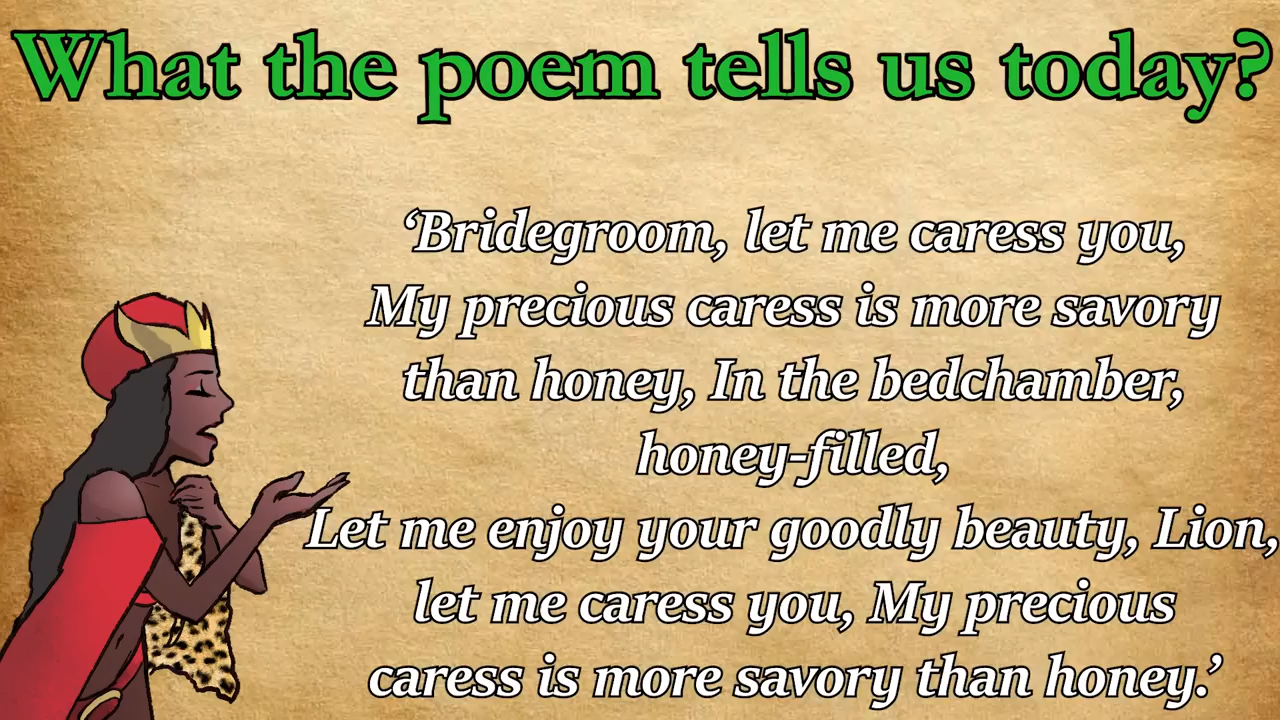 What the poem tells us today?
‘Bridegroom, let me caress you,
My precious caress is more savory
than honey, In the bedchamber,
honey-filled,
Let me enjoy your goodly beauty, Lion,
let me caress you, My precious
caress is more savory than honey.’